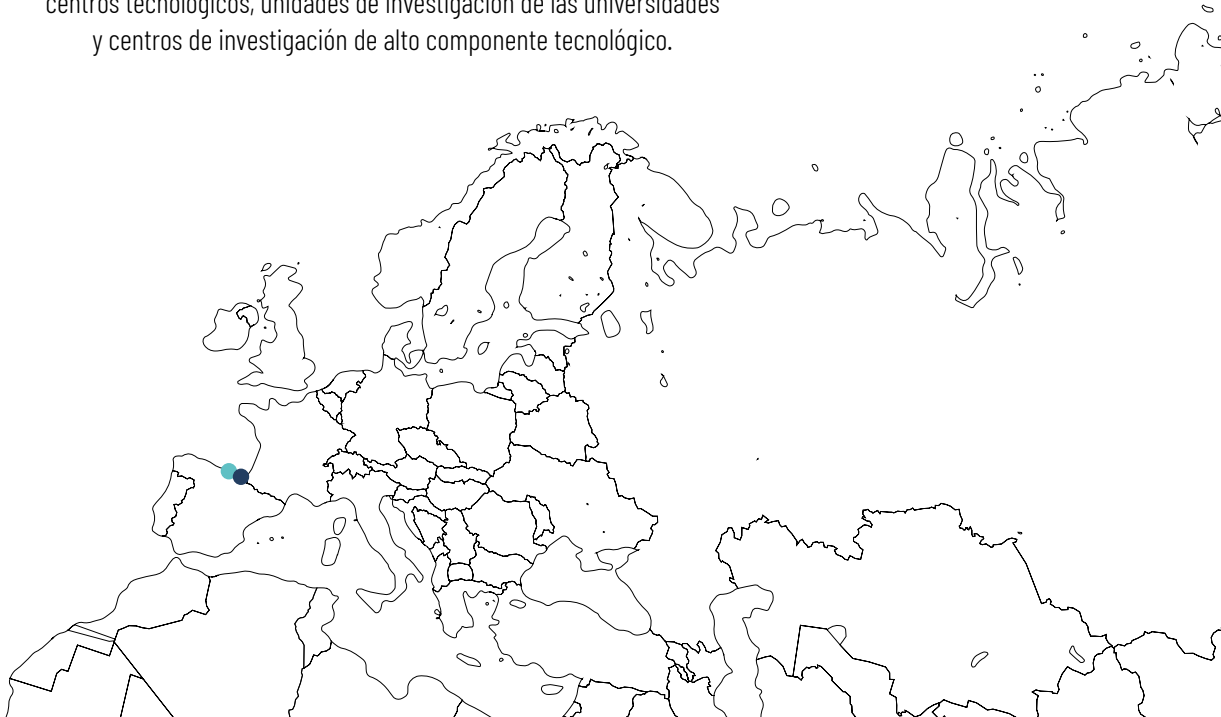 centros tecnológicos, unidades de investigación de las universidades
y centros de investigación de alto componente tecnológico.